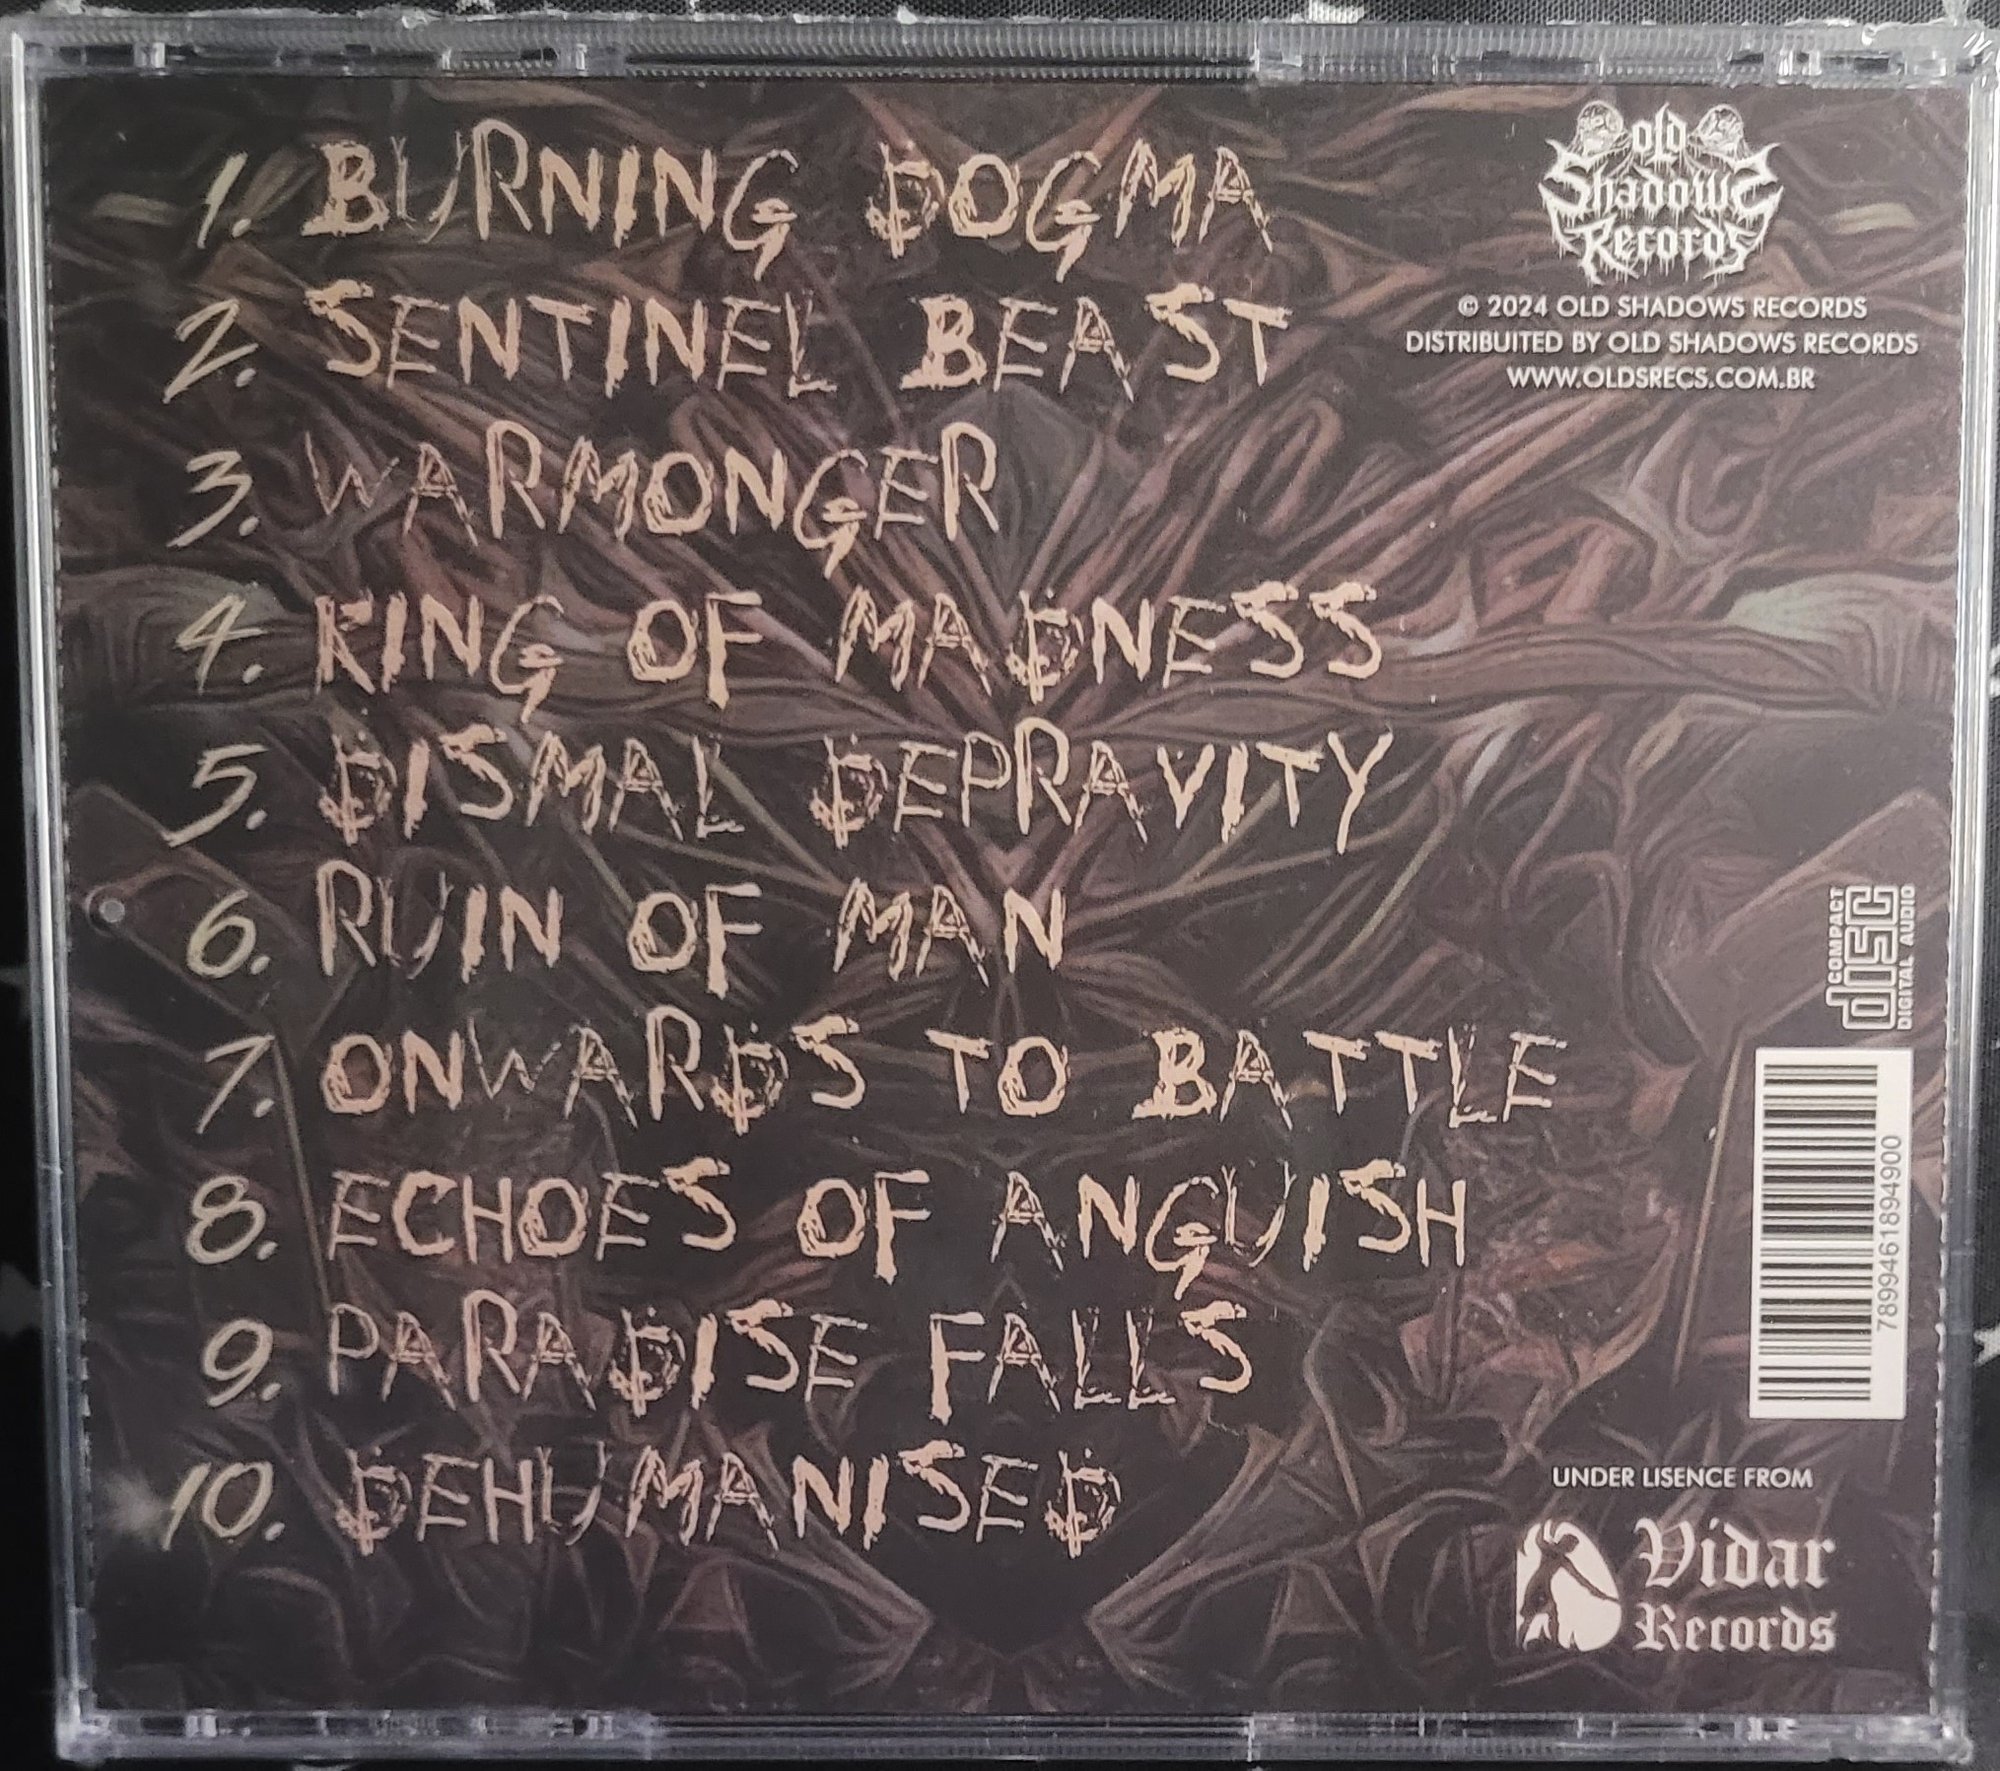 1. BURNING DOGMA
2. SENTINEL BEAST
3. WARMONGER
4. KING OF MADNESS
5. DISMAL DEPRAVITY
6. RUIN OF MAN
7. ONWARDS TO BATTLE
8. ECHOES OF ANGUISH
9. PARADISE FALLS
10. DEHUMANISED
old
Shadows
Records
© 2024 OLD SHADOWS RECORDS
DISTRIBUITED BY OLD SHADOWS RECORDS
WWW.OLDSRECS.COM.BR
COMPACT
disc
DIGITAL AUDIO
7899461894900
UNDER LISENCE FROM
Vidar
Records